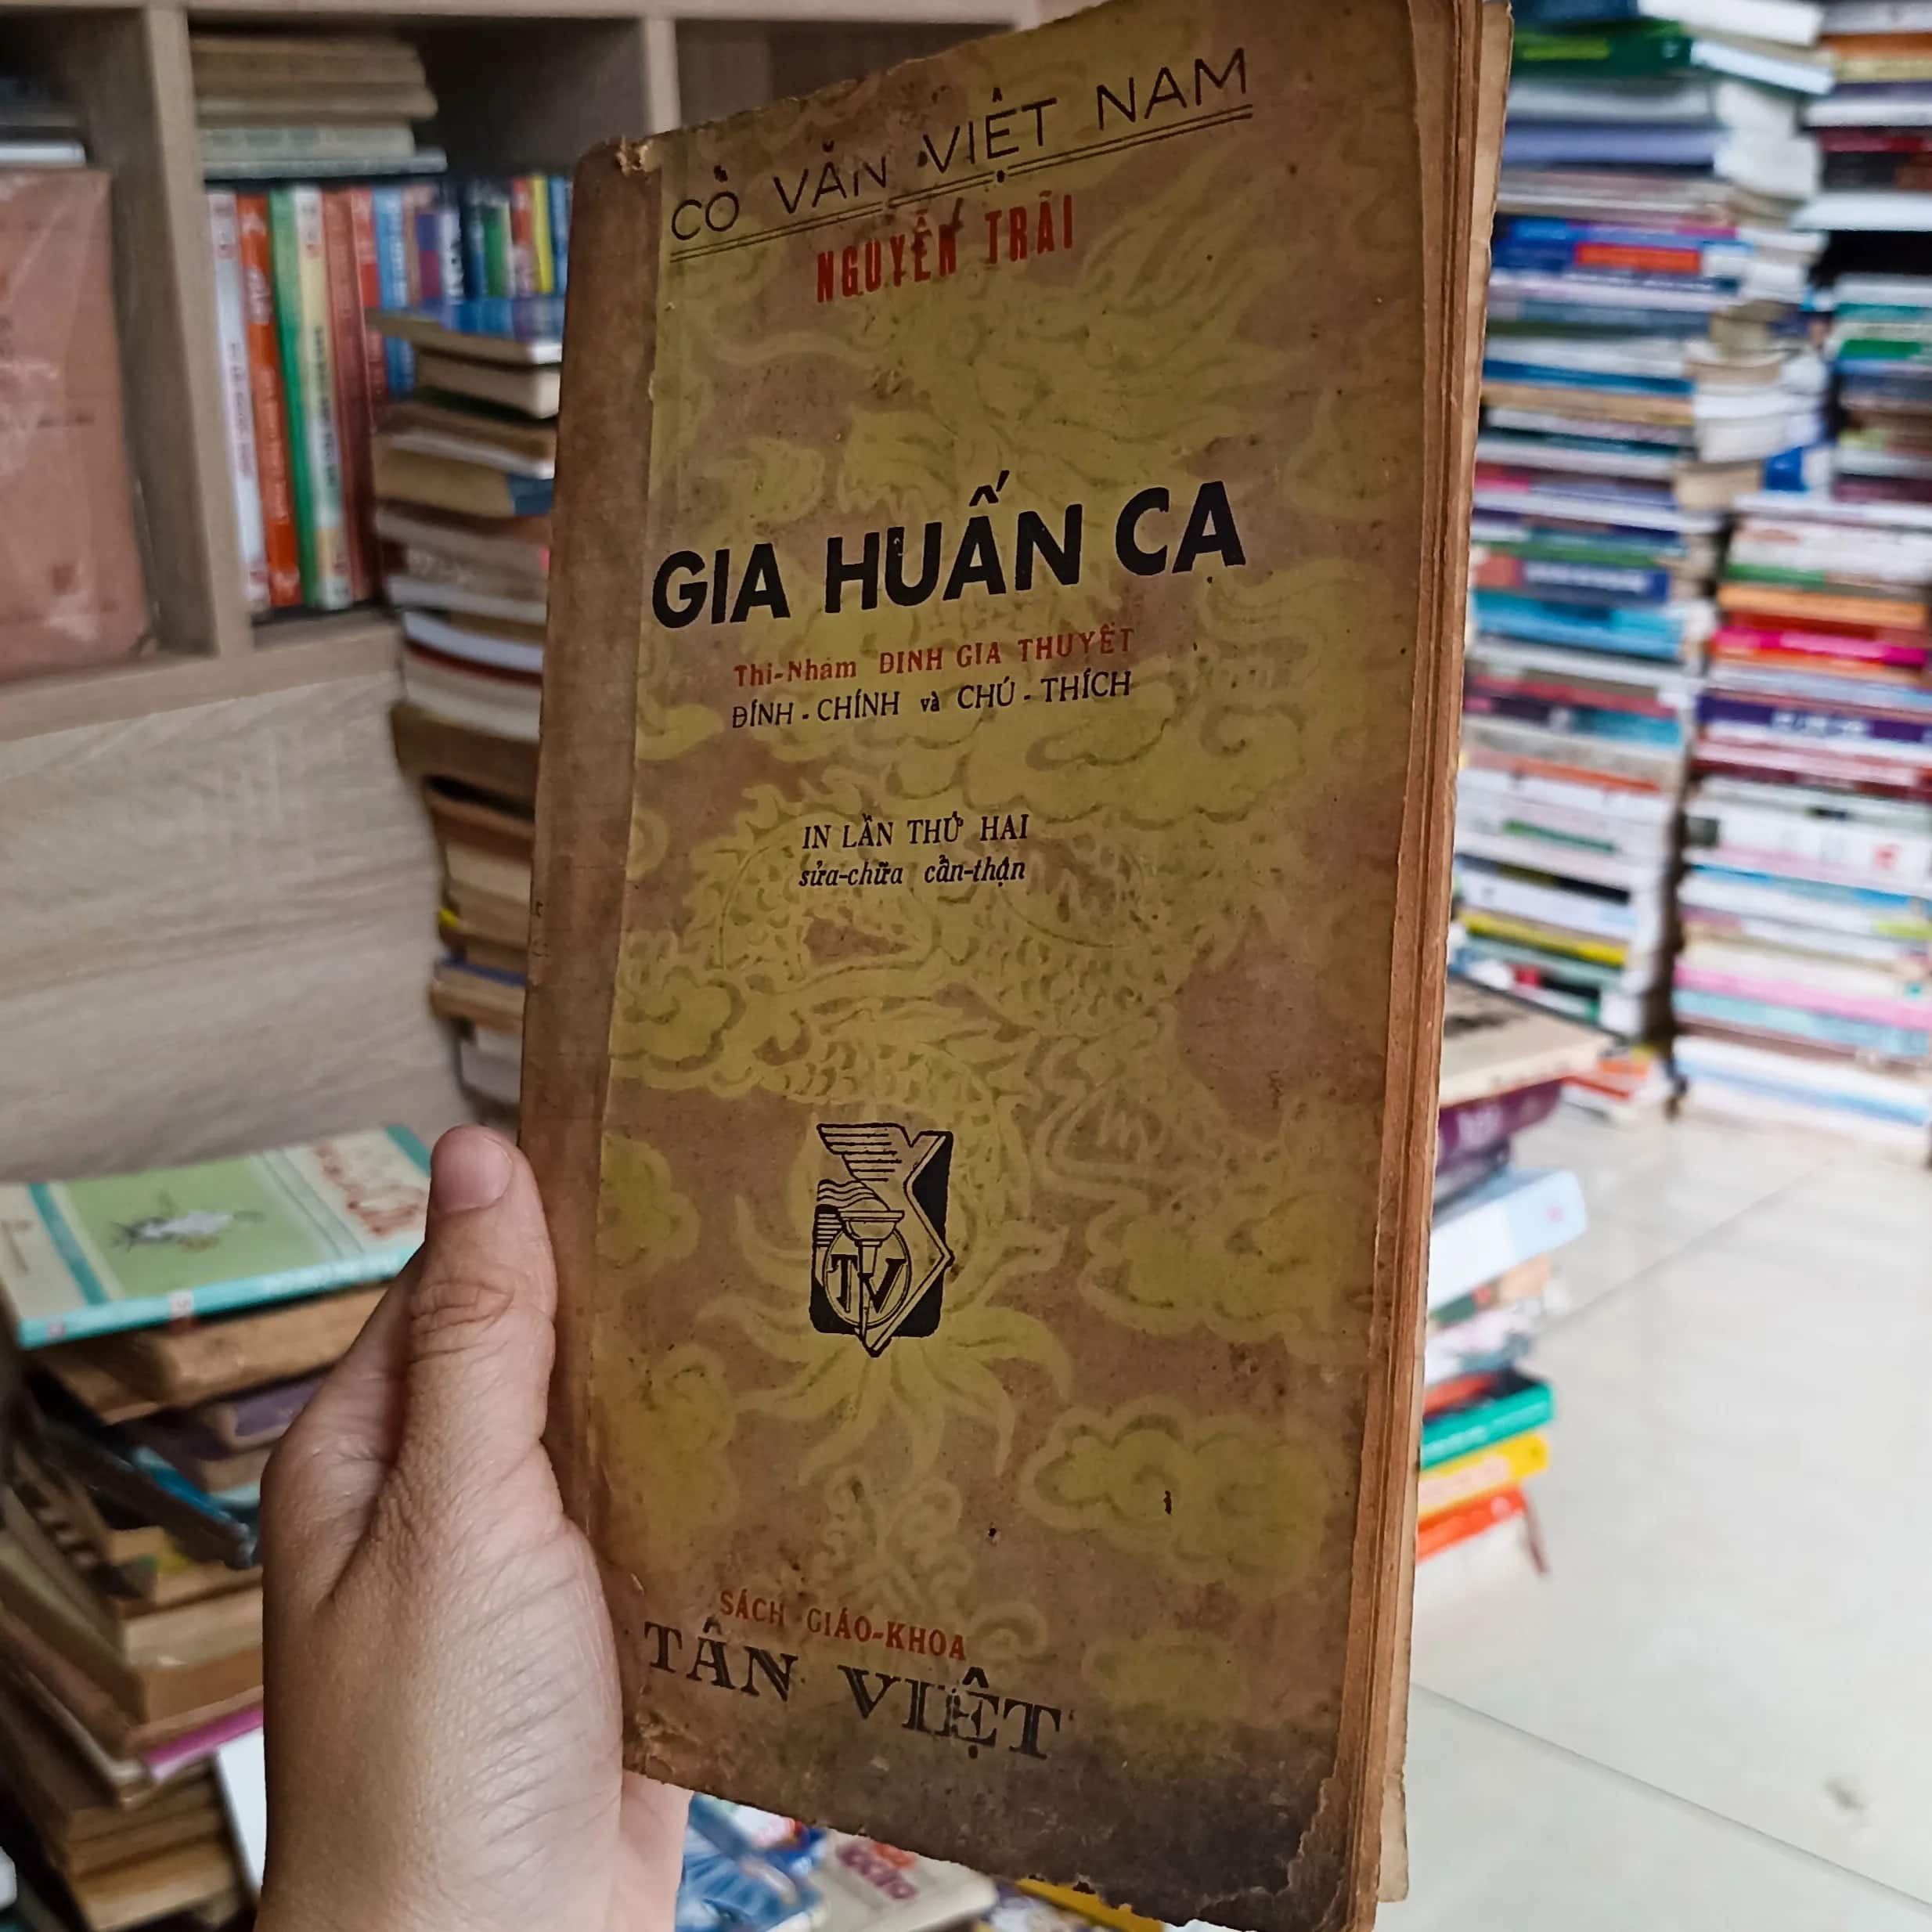 CỔ VĂN VIỆT NAM
NGUYỄN TRÃI
GIA HUẤN CA
Thi-Nham ĐINH GIA THUYẾT
ĐÍNH-CHÍNH và CHÚ-THÍCH
IN LẦN THỨ HAI
sửa-chữa cẩn-thận
TV
SÁCH GIÁO-KHOA
TÂN VIỆT